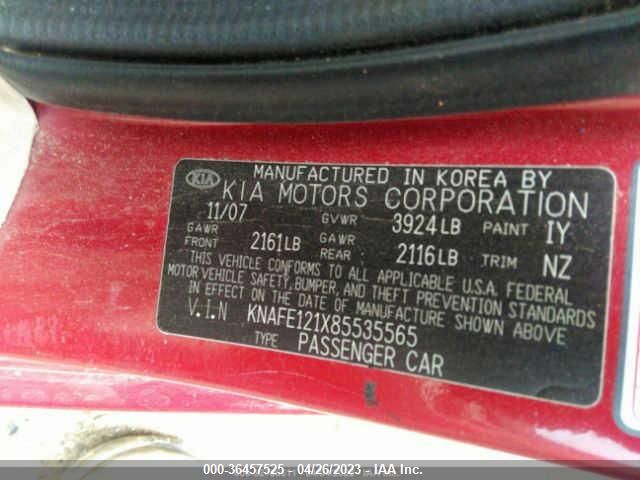 KIA
MANUFACTURED IN KOREA BY
KIA MOTORS CORPORATION
11/07 GVWR 3924LB PAINT IY
GAWR FRONT 2161LB GAWR REAR 2116LB TRIM NZ
THIS VEHICLE CONFORMS TO ALL APPLICABLE U.S.A. FEDERAL
MOTOR VEHICLE SAFETY, BUMPER, AND THEFT PREVENTION STANDARDS
IN EFFECT ON THE DATE OF MANUFACTURE SHOWN ABOVE
V.I.N KNAFE121X85535565
TYPE PASSENGER CAR
000-36457525 - 04/26/2023 - IAA Inc.